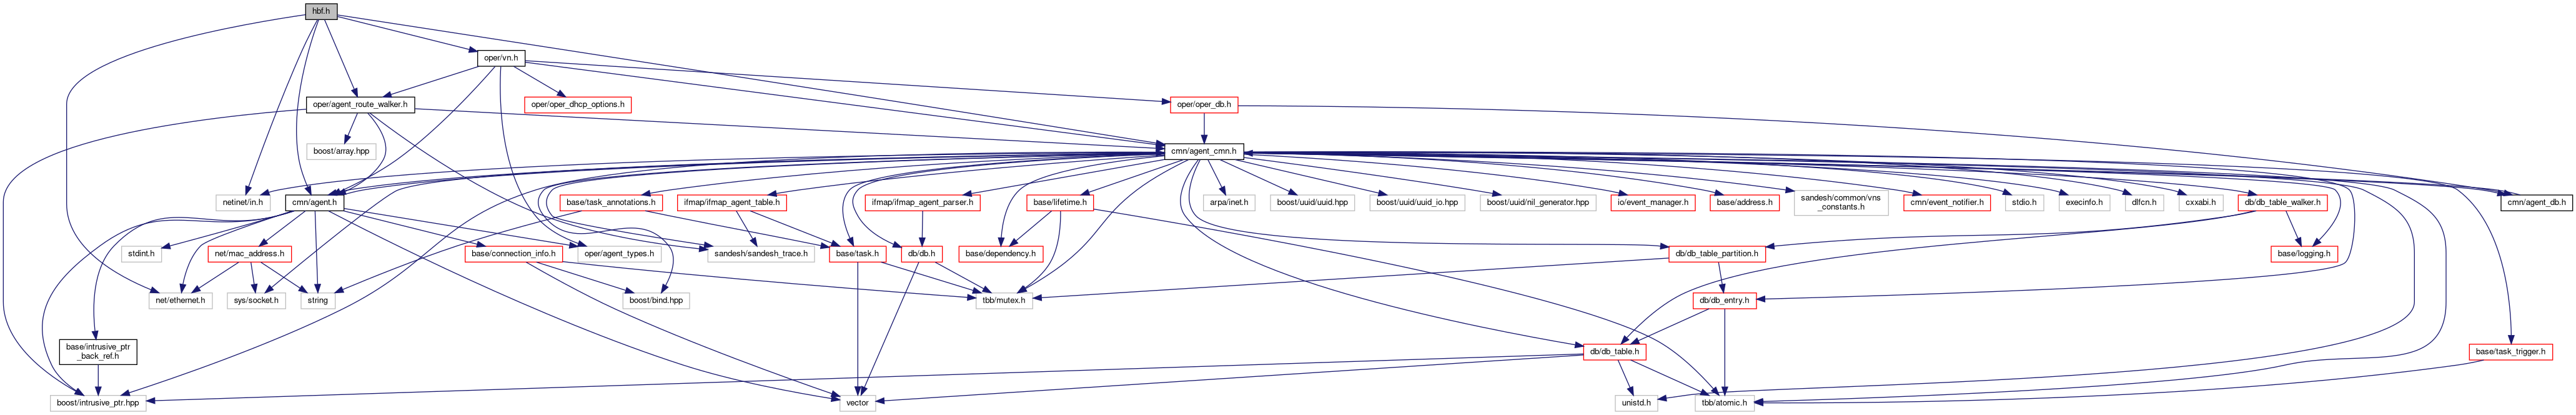 hbf.h
oper/vn.h
oper/agent_route_walker.h
oper/oper_dhcp_options.h
oper/oper_db.h
boost/array.hpp
cmn/agent_cmn.h
netinet/in.h
cmn/agent.h
base/task_annotations.h
ifmap/ifmap_agent_table.h
ifmap/ifmap_agent_parser.h
base/lifetime.h
arpa/inet.h
boost/uuid/uuid.hpp
boost/uuid/uuid_io.hpp
boost/uuid/nil_generator.hpp
io/event_manager.h
base/address.h
sandesh/common/vns
_constants.h
cmn/event_notifier.h
stdio.h
execinfo.h
dlfcn.h
cxxabi.h
db/db_table_walker.h
cmn/agent_db.h
stdint.h
net/mac_address.h
base/connection_info.h
oper/agent_types.h
sandesh/sandesh_trace.h
base/task.h
db/db.h
base/dependency.h
db/db_table_partition.h
base/logging.h
net/ethernet.h
sys/socket.h
string
boost/bind.hpp
tbb/mutex.h
db/db_entry.h
base/intrusive_ptr
_back_ref.h
db/db_table.h
base/task_trigger.h
boost/intrusive_ptr.hpp
vector
unistd.h
tbb/atomic.h